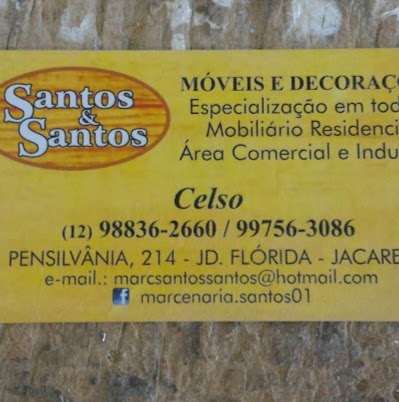 Santos
&
Santos
MÓVEIS E DECORAÇÕ
Especialização em tod
Mobiliário Residenci
Área Comercial e Indu
Celso
(12) 98836-2660 / 99756-3086
PENSILVÂNIA, 214 - JD. FLÓRIDA - JACARE
e-mail.: marcsantossantos@hotmail.com
f marcenaria.santos01